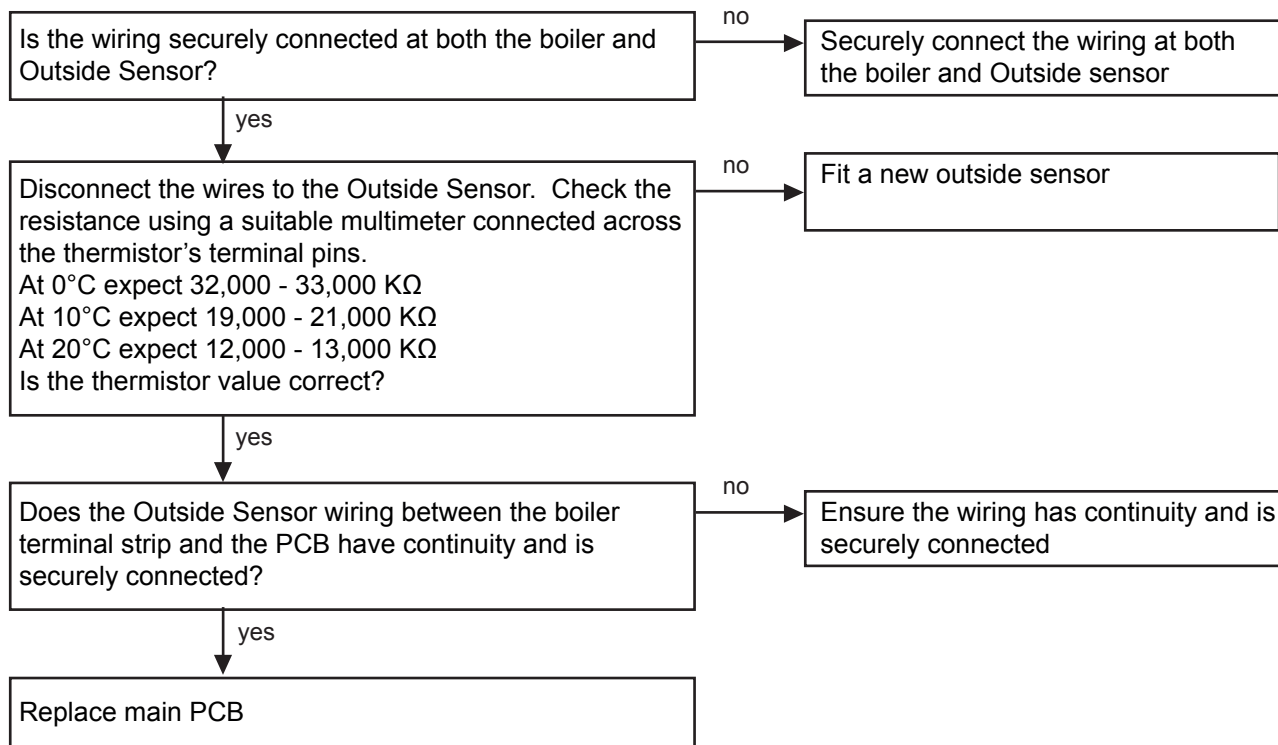 Is the wiring securely connected at both the boiler and
Outside Sensor?
no
Securely connect the wiring at both
the boiler and Outside sensor
yes
Disconnect the wires to the Outside Sensor.  Check the
resistance using a suitable multimeter connected across
the thermistor’s terminal pins.
At 0°C expect 32,000 - 33,000 KΩ
At 10°C expect 19,000 - 21,000 KΩ
At 20°C expect 12,000 - 13,000 KΩ
Is the thermistor value correct?
no
Fit a new outside sensor
yes
Does the Outside Sensor wiring between the boiler
terminal strip and the PCB have continuity and is
securely connected?
no
Ensure the wiring has continuity and is
securely connected
yes
Replace main PCB